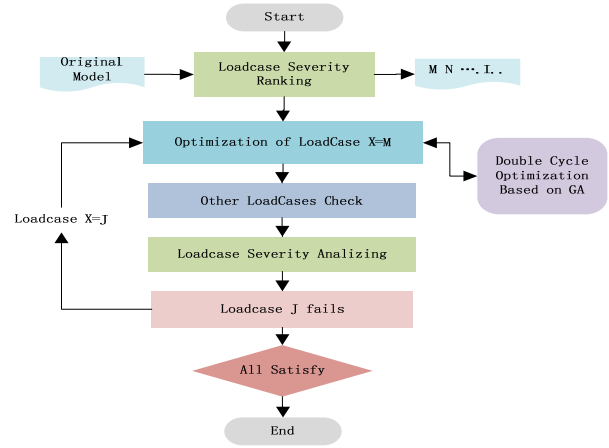 Start
Original
Model
Loadcase Severity
Ranking
M N ···. I..
Optimization of LoadCase X=M
Double Cycle
Optimization
Based on GA
Other LoadCases Check
Loadcase X=J
Loadcase Severity Analizing
Loadcase J fails
All Satisfy
End